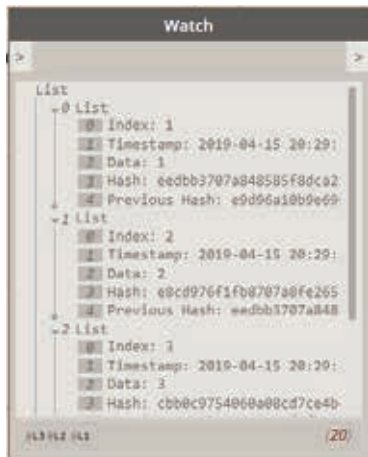 Watch
> >
List
0 List
0 Index: 1
1 Timestamp: 2019-04-15 20:29:
2 Data: 1
3 Hash: eedbb3707a848585f8dca2
4 Previous Hash: e9d96a10b9e69
1 List
0 Index: 2
1 Timestamp: 2019-04-15 20:29:
2 Data: 2
3 Hash: e8cd976f1fb8707a8fe265
4 Previous Hash: eedbb3707a848
2 List
0 Index: 3
1 Timestamp: 2019-04-15 20:29:
2 Data: 3
3 Hash: cbb0c9754060a08cd7ce4b
@L3 @L2 @L1
{20}